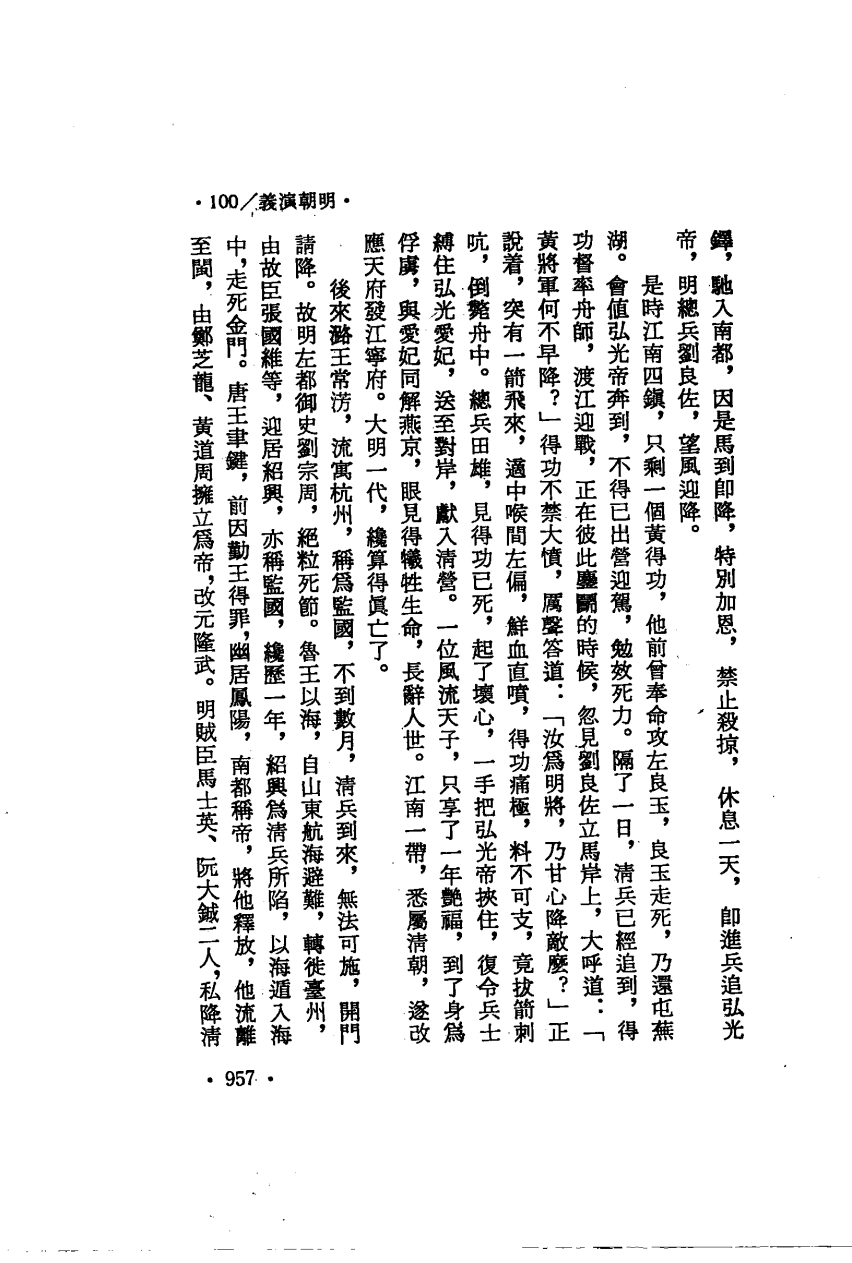 ·100／義演朝明·
鐸，馳入南都，因是馬到卽降，特別加恩，禁止殺掠，休息一天，卽進兵追弘光
帝，明總兵劉良佐，望風迎降。
是時江南四鎭，只剩一個黃得功，他前曾奉命攻左良玉，良玉走死，乃還屯蕪
湖。會值弘光帝奔到，不得已出營迎駕，勉效死力。隔了一日，淸兵已經追到，得
功督率舟師，渡江迎戰，正在彼此鏖鬭的時候，忽見劉良佐立馬岸上，大呼道：「
黃將軍何不早降？」得功不禁大憤，厲聲答道：「汝爲明將，乃甘心降敵麼？」正
說着，突有一箭飛來，適中喉間左偏，鮮血直噴，得功痛極，料不可支，竟拔箭刺
吭，倒斃舟中。總兵田雄，見得功已死，起了壞心，一手把弘光帝挾住，復令兵士
縛住弘光愛妃，送至對岸，獻入淸營。一位風流天子，只享了一年艷福，到了身爲
俘虜，與愛妃同解燕京，眼見得犧牲生命，長辭人世。江南一帶，悉屬淸朝，遂改
應天府發江寧府。大明一代，纔算得眞亡了。
後來潞王常淓，流寓杭州，稱爲監國，不到數月，淸兵到來，無法可施，開門
請降。故明左都御史劉宗周，絕粒死節。魯王以海，自山東航海避難，轉徙臺州，
由故臣張國維等，迎居紹興，亦稱監國，纔歷一年，紹興爲淸兵所陷，以海遁入海
中，走死金門。唐王聿鍵，前因勤王得罪，幽居鳳陽，南都稱帝，將他釋放，他流離
至閩，由鄭芝龍、黃道周擁立爲帝，改元隆武。明賊臣馬士英、阮大鋮二人，私降淸
·957·